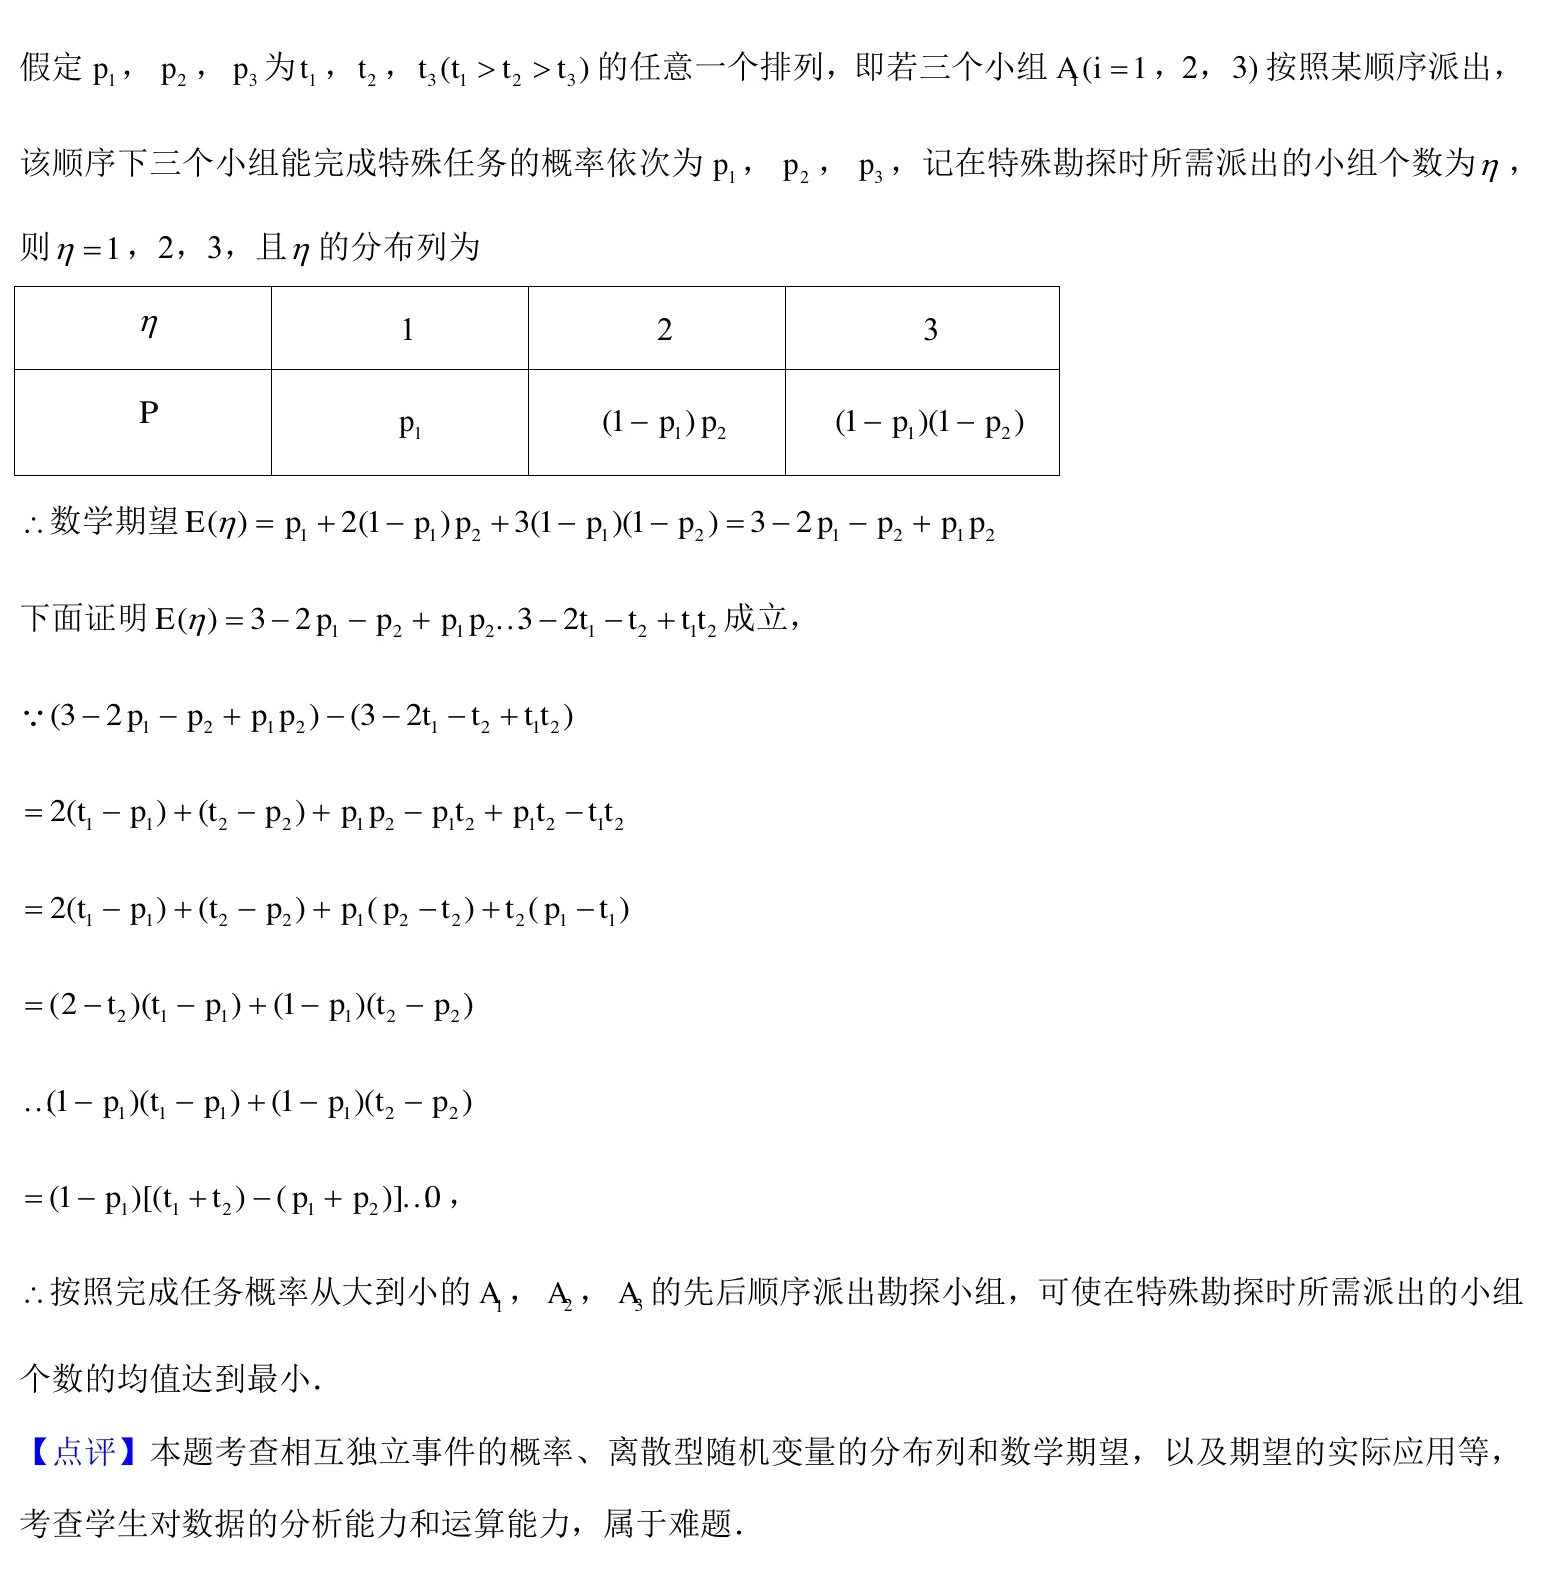 假定 p₁， p₂， p₃ 为 t₁，t₂，t₃(t₁ > t₂ > t₃) 的任意一个排列，即若三个小组 Aᵢ(i = 1，2，3) 按照某顺序派出，
该顺序下三个小组能完成特殊任务的概率依次为 p₁， p₂， p₃，记在特殊勘探时所需派出的小组个数为 η，
则 η = 1，2，3，且 η 的分布列为
η 1 2 3
P p₁ (1 − p₁)p₂ (1 − p₁)(1 − p₂)
∴数学期望 E(η) = p₁ + 2(1 − p₁)p₂ + 3(1 − p₁)(1 − p₂) = 3 − 2p₁ − p₂ + p₁p₂
下面证明 E(η) = 3 − 2p₁ − p₂ + p₁p₂…3 − 2t₁ − t₂ + t₁t₂ 成立，
∵(3 − 2p₁ − p₂ + p₁p₂) − (3 − 2t₁ − t₂ + t₁t₂)
= 2(t₁ − p₁) + (t₂ − p₂) + p₁p₂ − p₁t₂ + p₁t₂ − t₁t₂
= 2(t₁ − p₁) + (t₂ − p₂) + p₁(p₂ − t₂) + t₂(p₁ − t₁)
= (2 − t₂)(t₁ − p₁) + (1 − p₁)(t₂ − p₂)
…(1 − p₁)(t₁ − p₁) + (1 − p₁)(t₂ − p₂)
= (1 − p₁)[(t₁ + t₂) − (p₁ + p₂)]…0，
∴按照完成任务概率从大到小的 A₁， A₂， A₃ 的先后顺序派出勘探小组，可使在特殊勘探时所需派出的小组
个数的均值达到最小．
【点评】本题考查相互独立事件的概率、离散型随机变量的分布列和数学期望，以及期望的实际应用等，
考查学生对数据的分析能力和运算能力，属于难题．